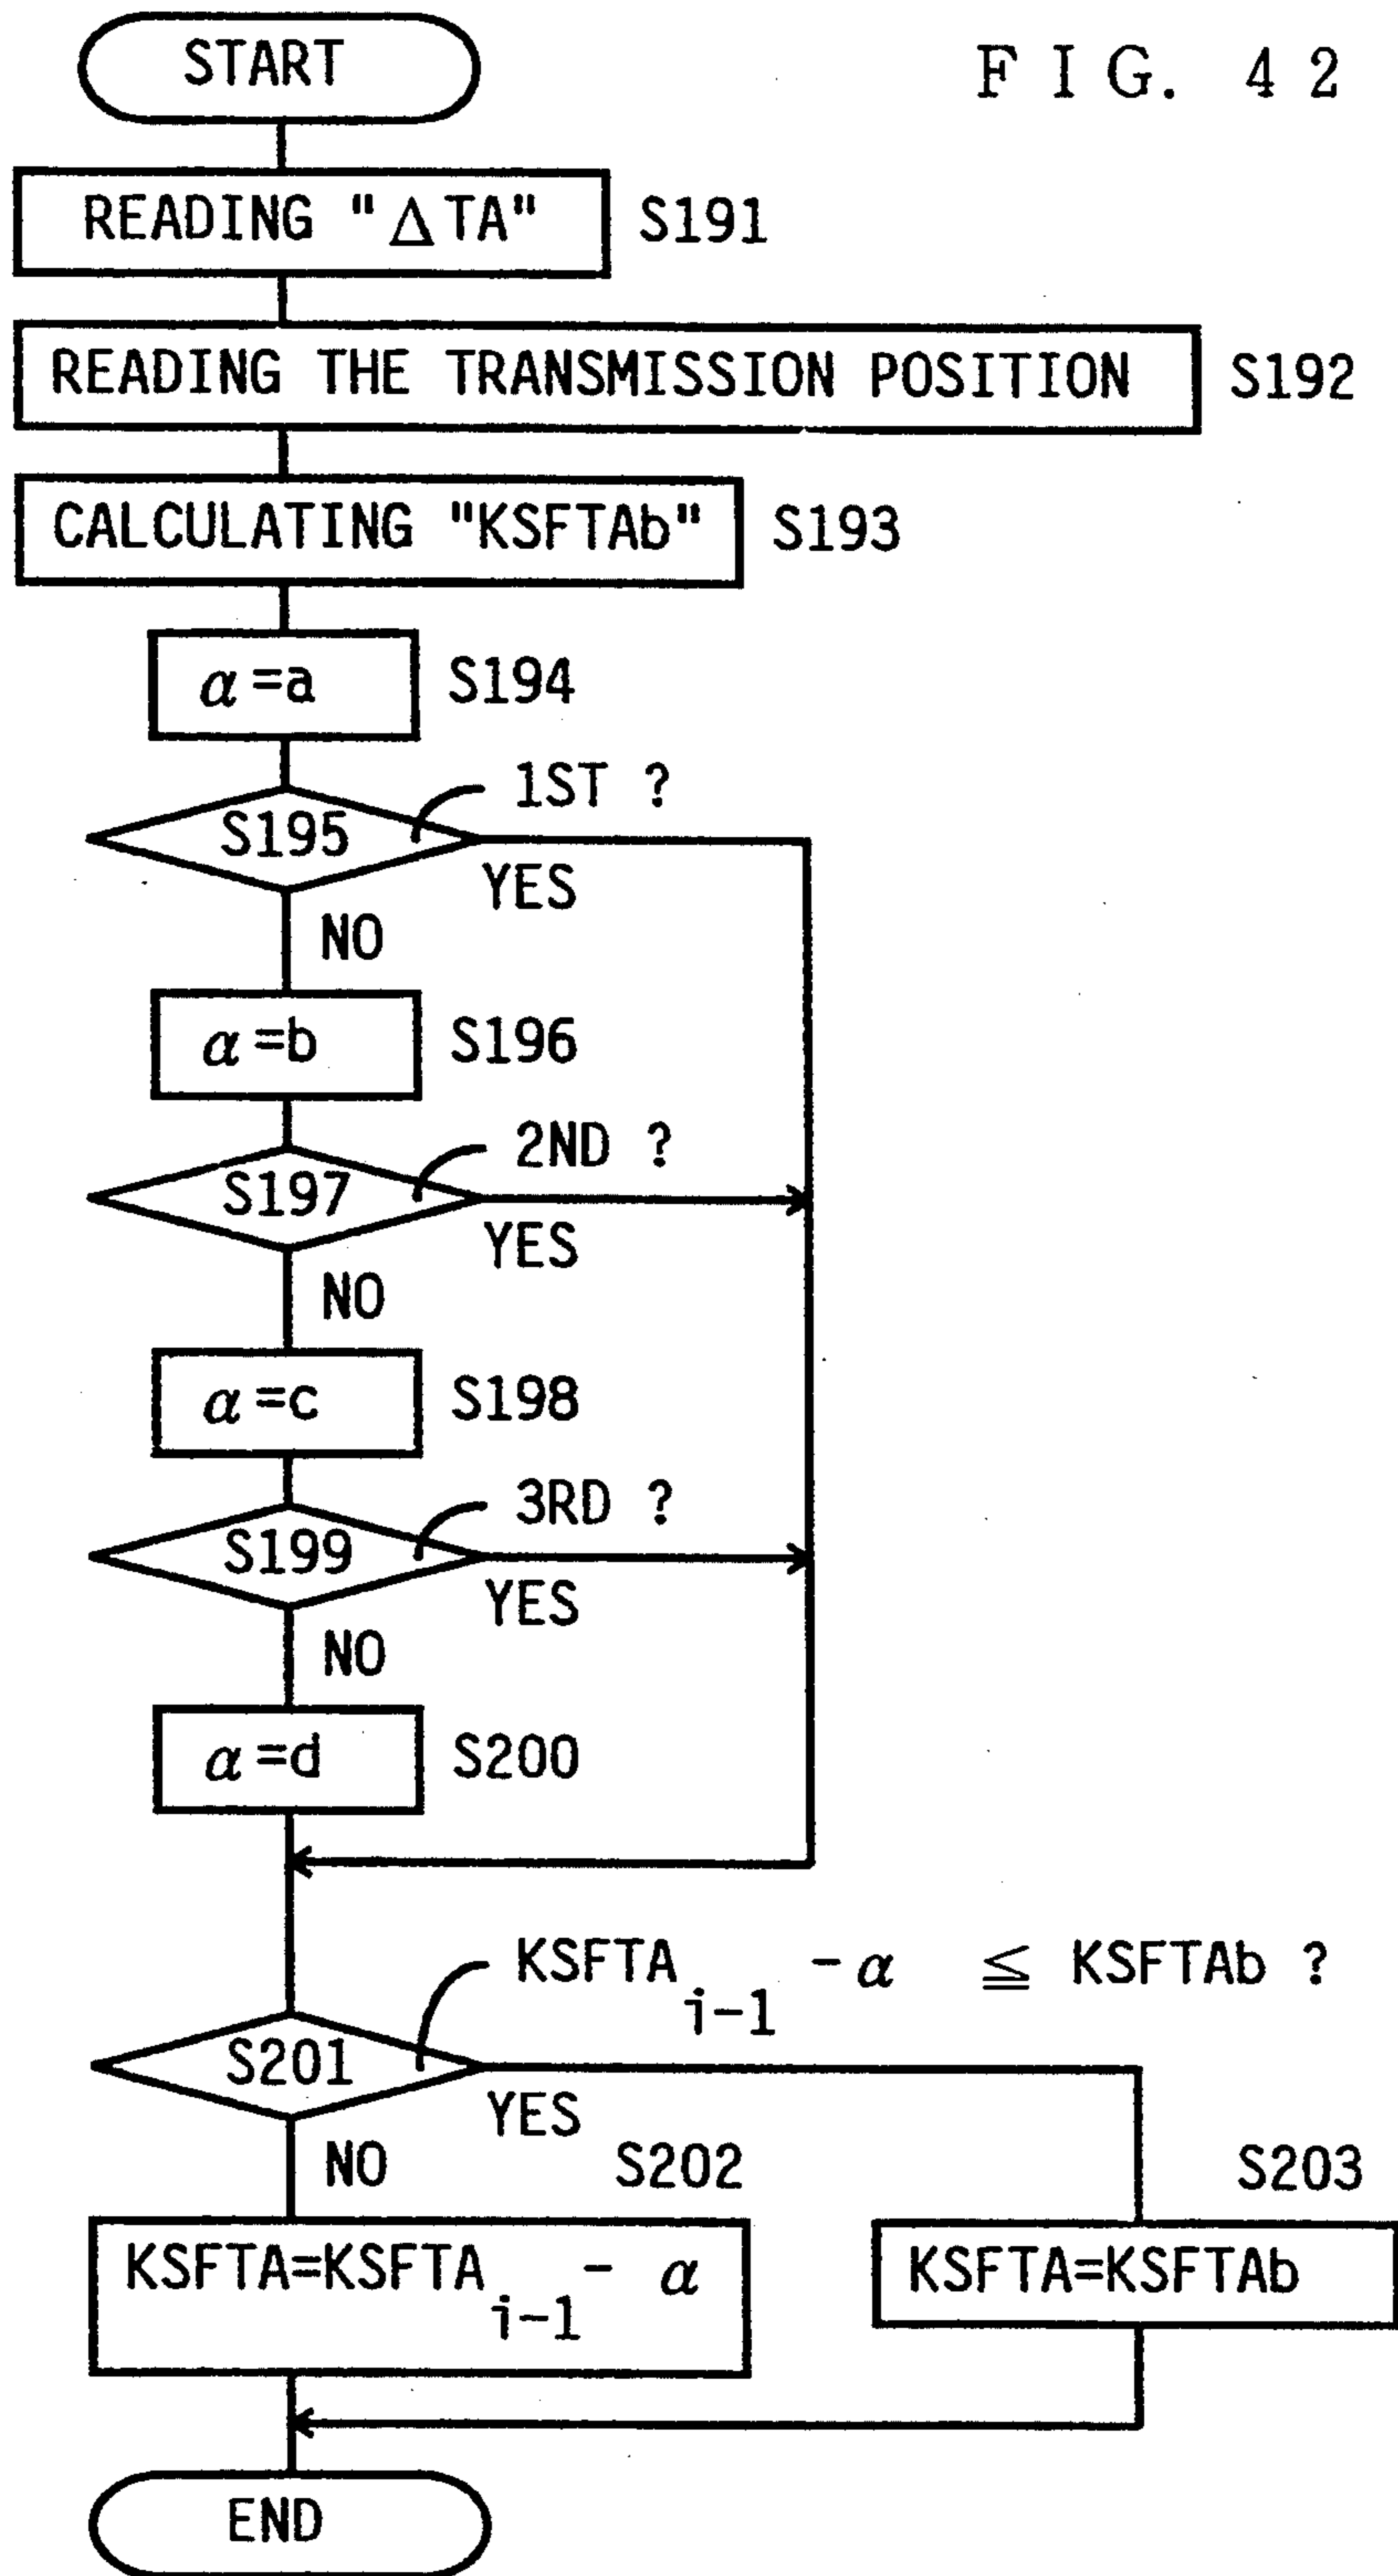 START
F I G. 4 2
READING "ΔTA" S191
READING THE TRANSMISSION POSITION S192
CALCULATING "KSFTAb" S193
α=a S194
1ST ?
S195
YES
NO
α=b S196
2ND ?
S197
YES
NO
α=c S198
3RD ?
S199
YES
NO
α=d S200
KSFTA i-1 - α ≦ KSFTAb ?
S201
YES
NO S202 S203
KSFTA=KSFTA i-1 - α
KSFTA=KSFTAb
END